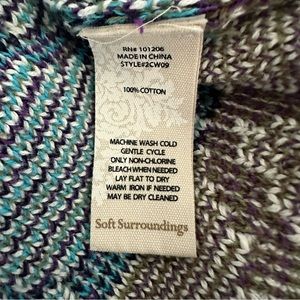 RN# 101206
MADE IN CHINA
STYLE#2CW09
100% COTTON
MACHINE WASH COLD
GENTLE CYCLE
ONLY NON-CHLORINE
BLEACH WHEN NEEDED
LAY FLAT TO DRY
WARM IRON IF NEEDED
MAY BE DRY CLEANED
Soft Surroundings